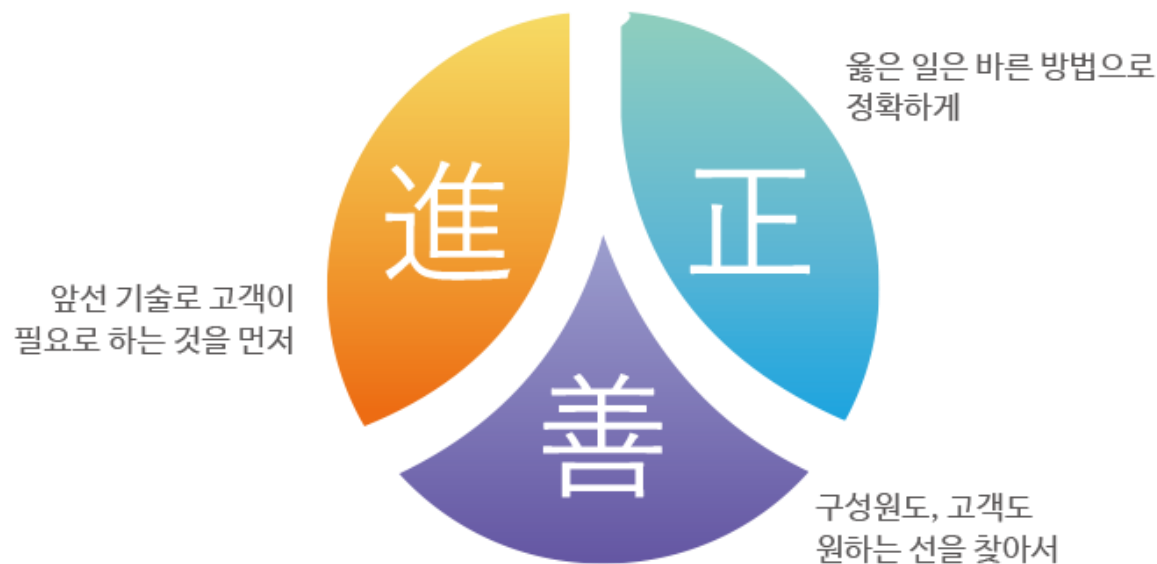 進
正
善
옳은 일은 바른 방법으로
정확하게
앞선 기술로 고객이
필요로 하는 것을 먼저
구성원도, 고객도
원하는 선을 찾아서